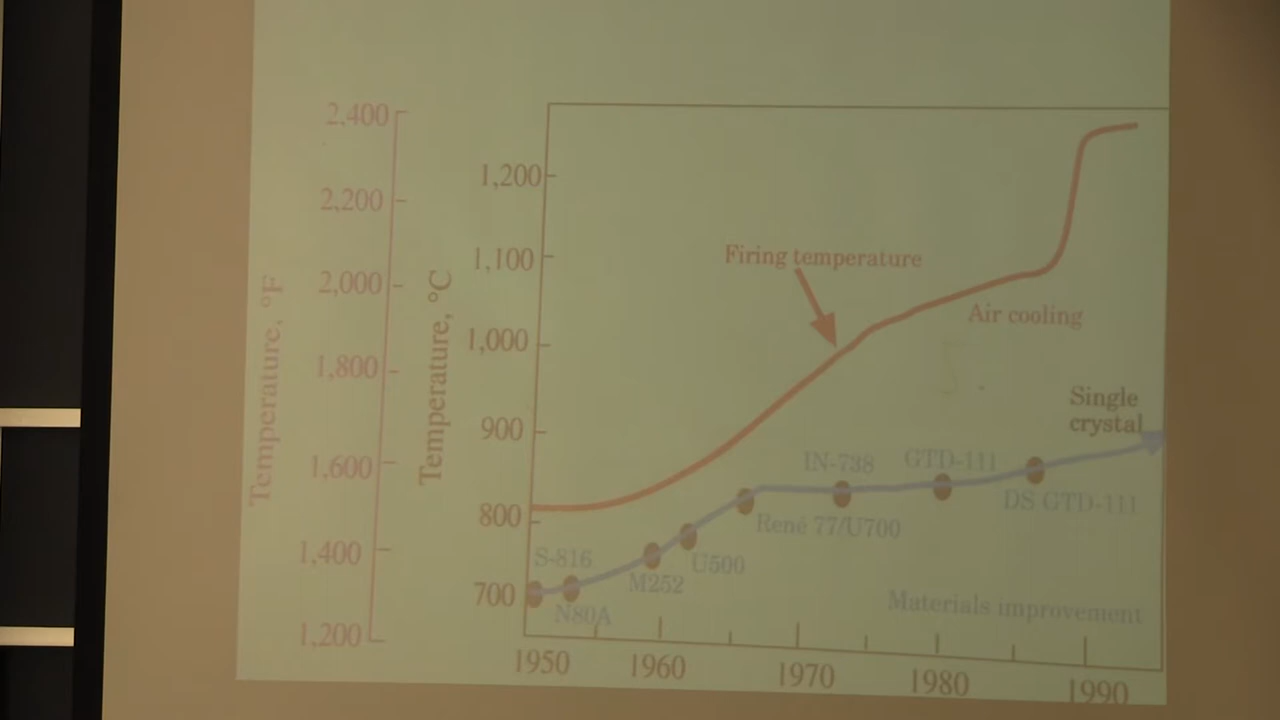 2,400
2,200
2,000
1,800
1,600
1,400
1,200
Temperature, °F
Temperature, °C
1,200
1,100
1,000
900
800
700
Firing temperature
Air cooling
Single
crystal
IN-738
GTD-111
DS GTD-111
René 77/U700
S-816
U500
M252
N80A
Materials improvement
1950
1960
1970
1980
1990